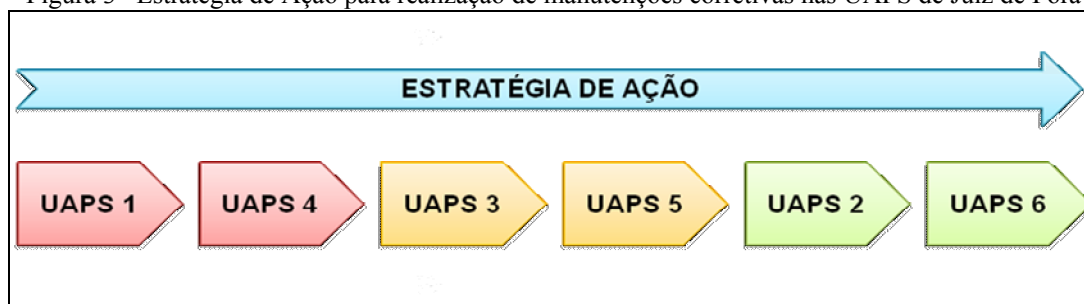 Figura 3 - Estratégia de Ação para realização de manutenções corretivas nas UAPS de Juiz de Fora
ESTRATÉGIA DE AÇÃO
UAPS 1 UAPS 4 UAPS 3 UAPS 5 UAPS 2 UAPS 6